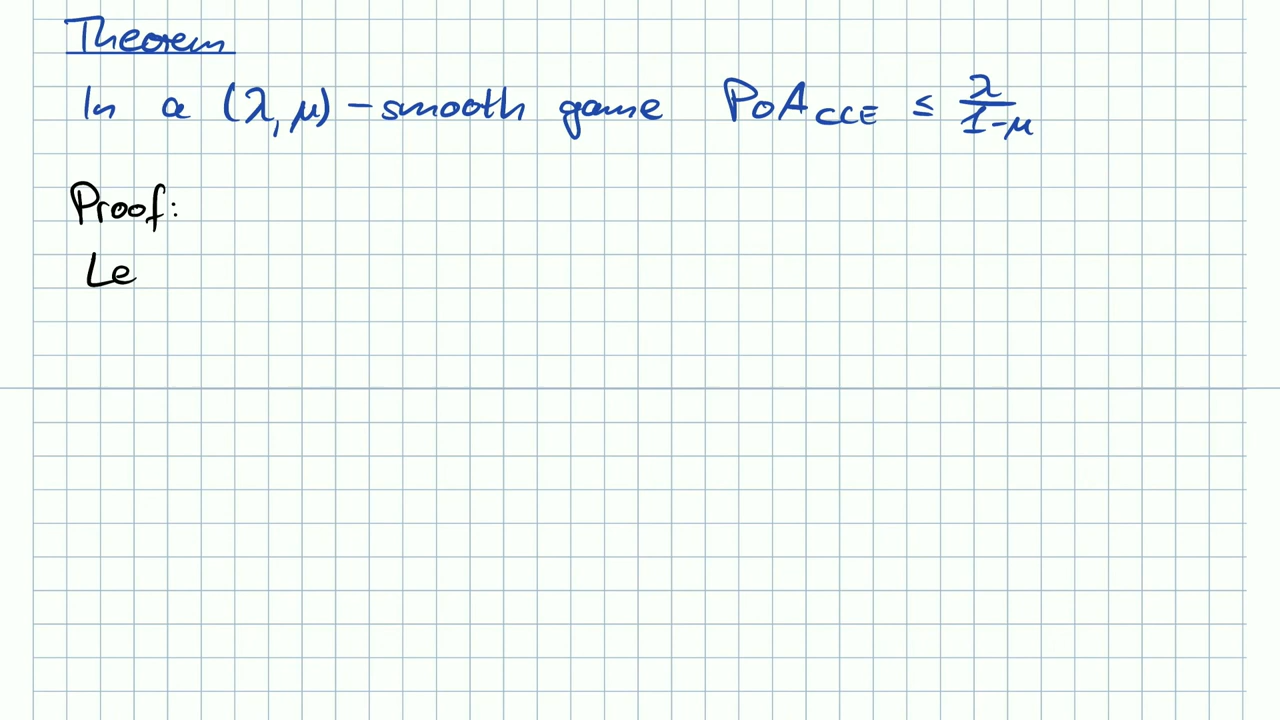 Theorem
In a (λ, μ) - smooth game PoA_CCE ≤ λ/(1-μ)
Proof:
Le